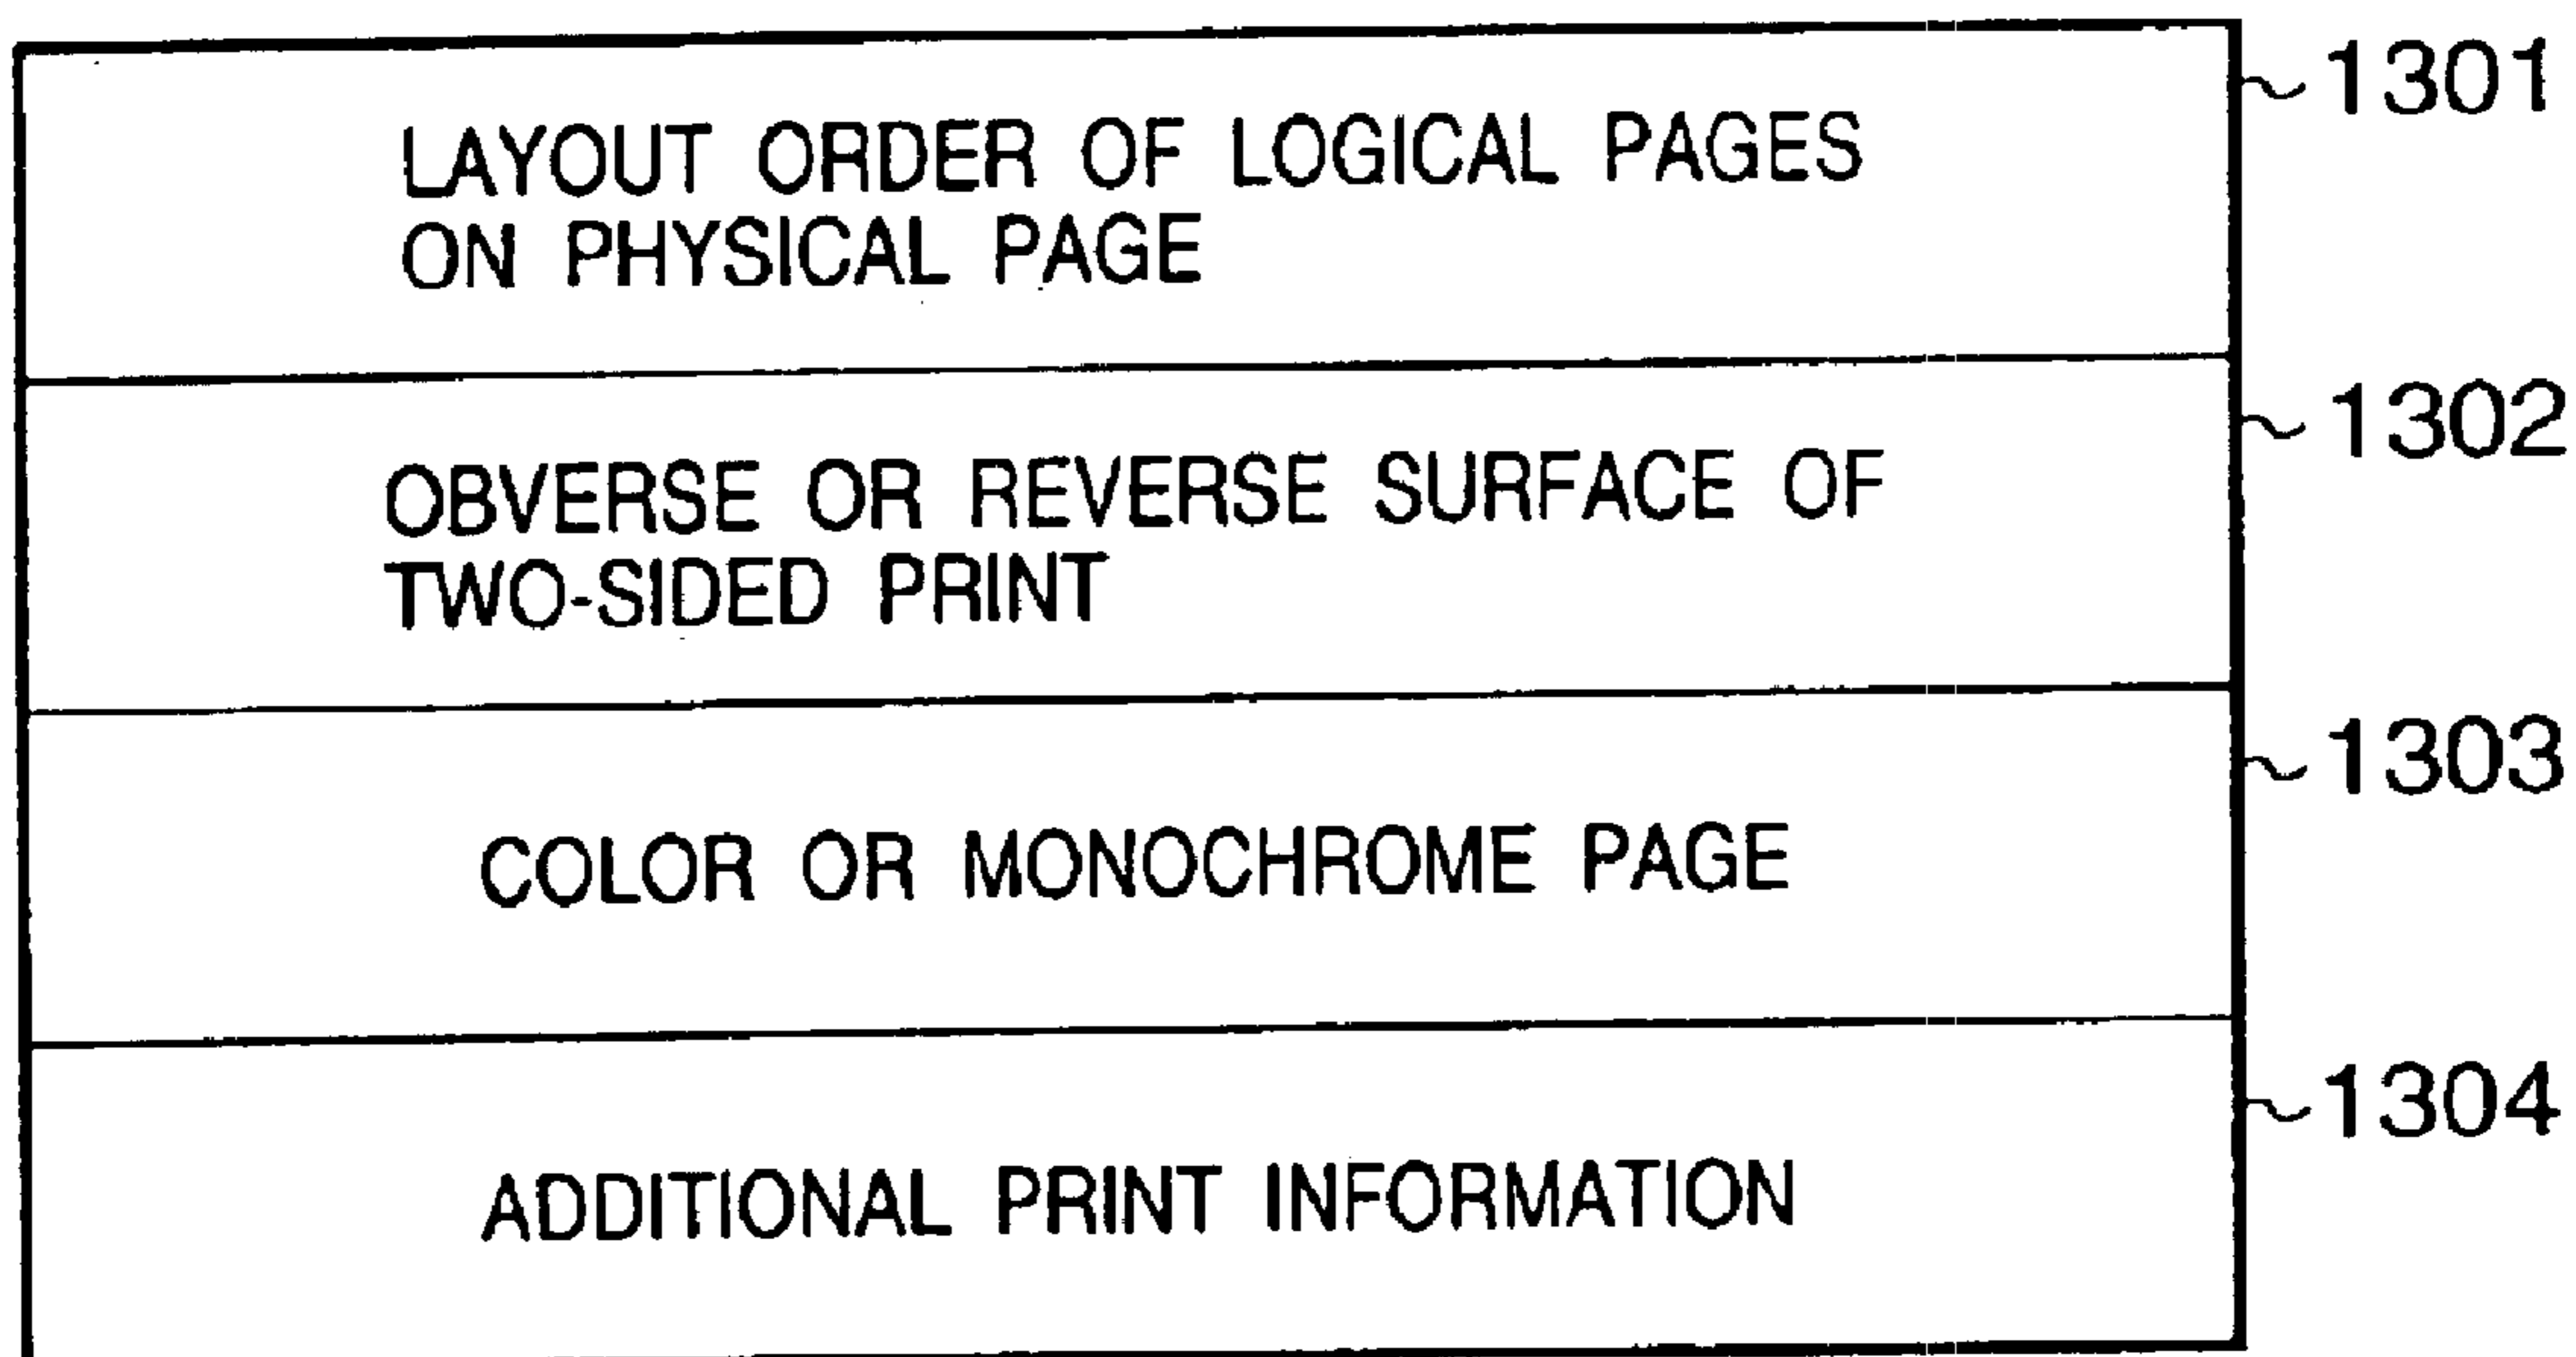 1301
LAYOUT ORDER OF LOGICAL PAGES
ON PHYSICAL PAGE
1302
OBVERSE OR REVERSE SURFACE OF
TWO-SIDED PRINT
1303
COLOR OR MONOCHROME PAGE
1304
ADDITIONAL PRINT INFORMATION